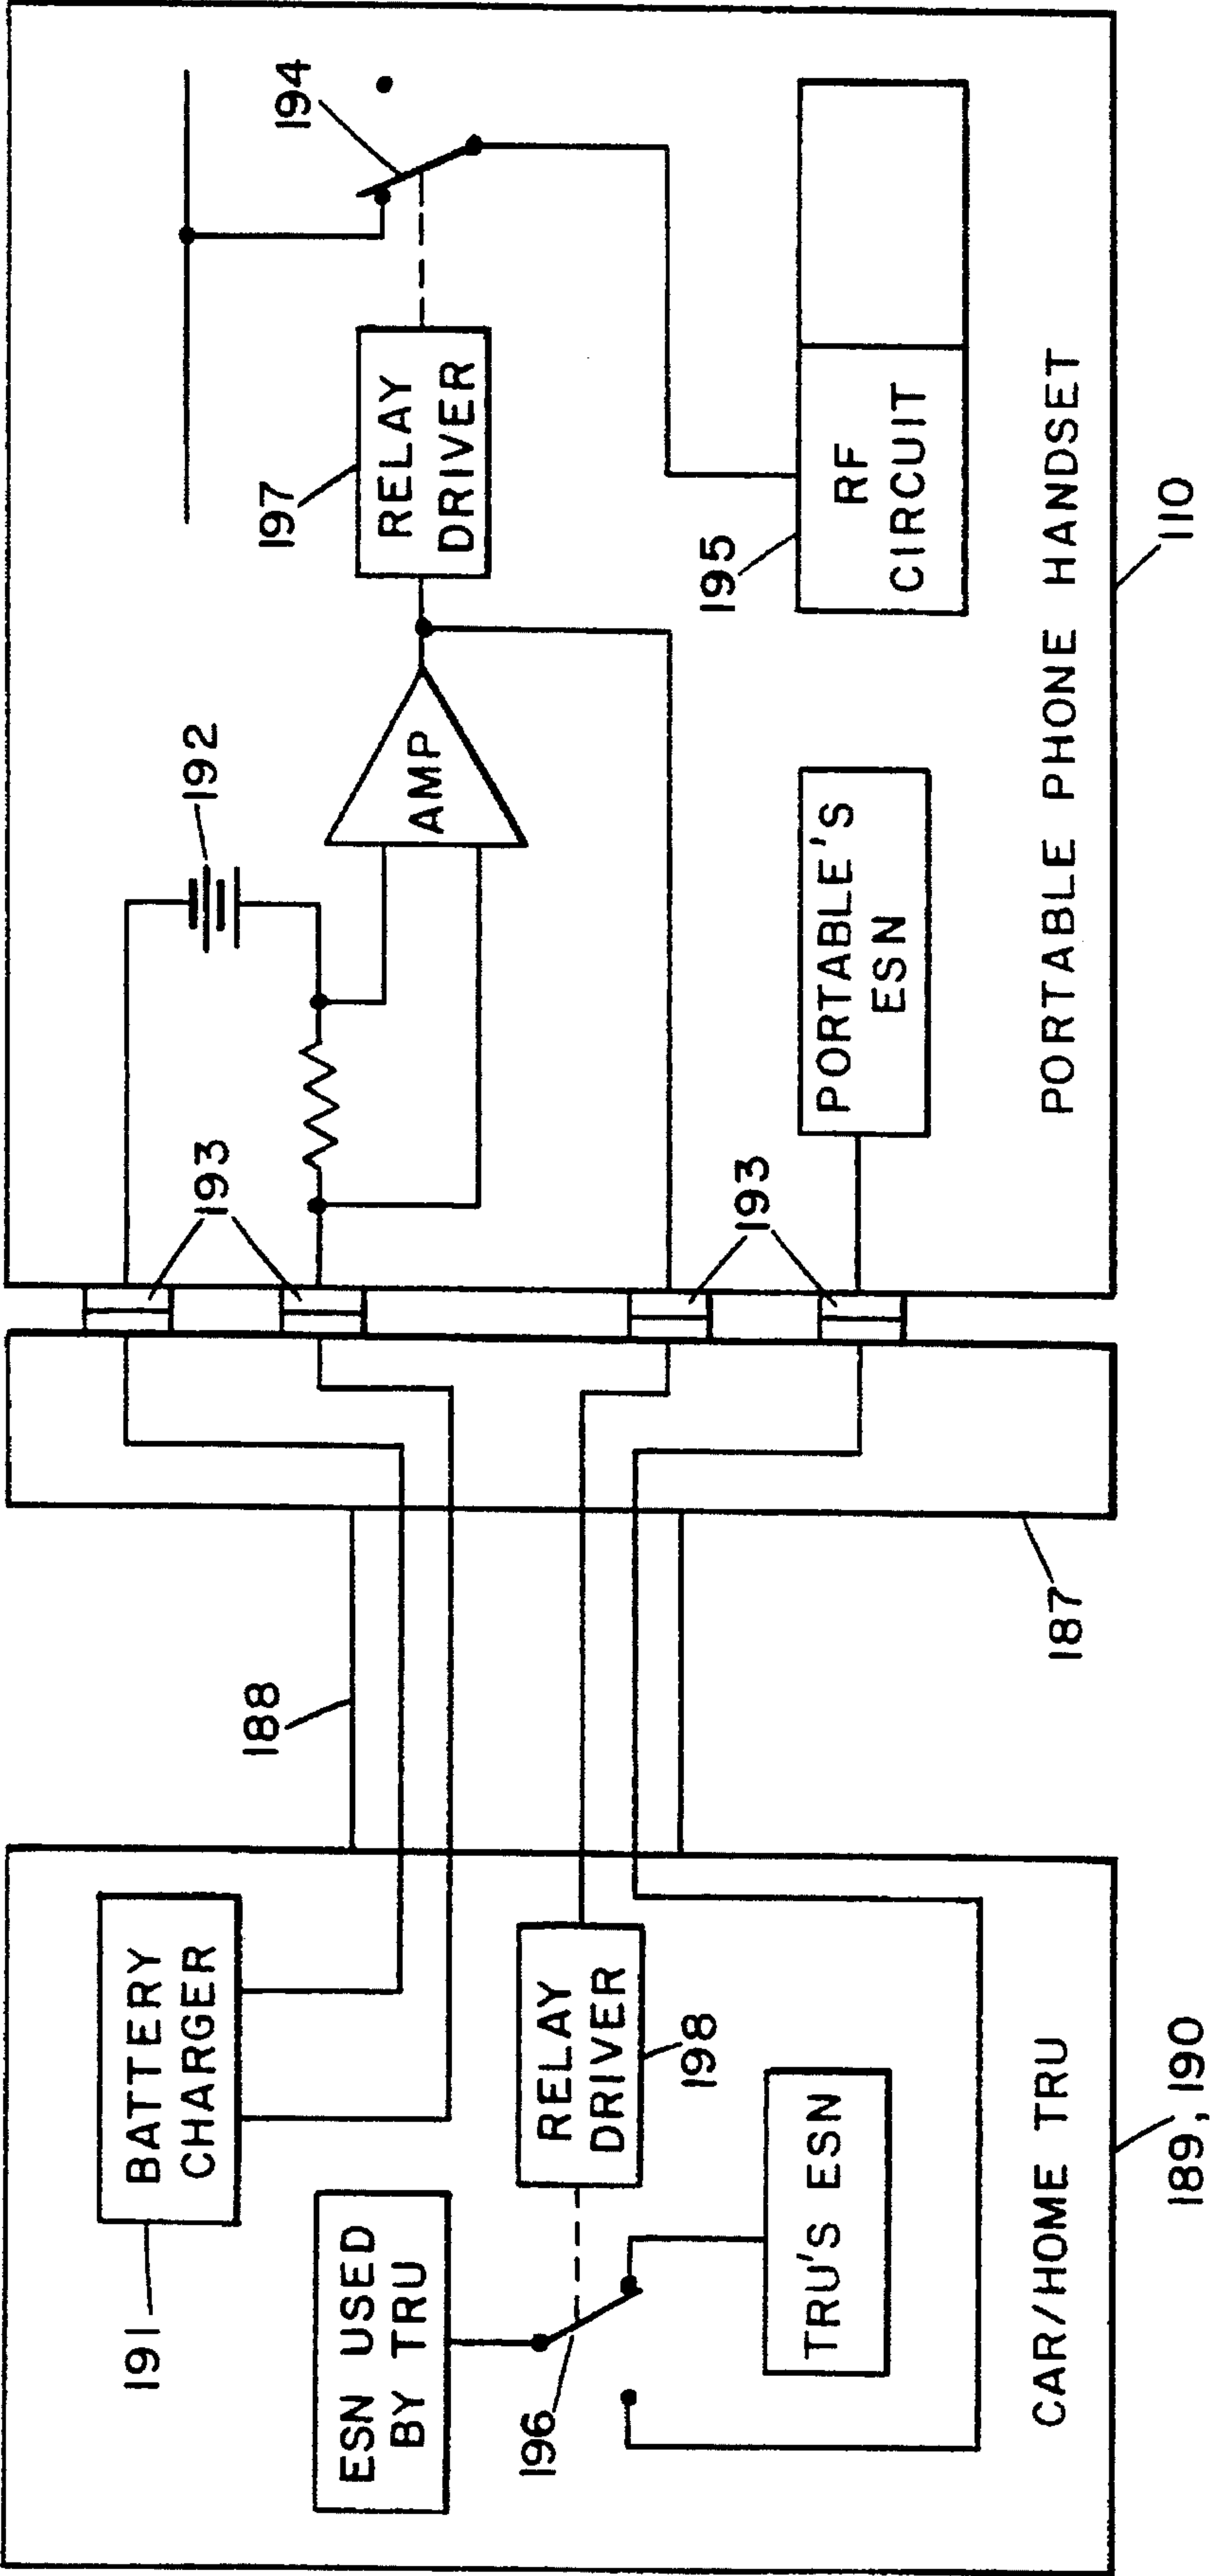 BATTERY
CHARGER
191
ESN USED
BY TRU
196
RELAY
DRIVER
198
TRU'S ESN
CAR/HOME TRU
189, 190
188
187
193
193
192
AMP
197
RELAY
DRIVER
194
195
RF
CIRCUIT
PORTABLE'S
ESN
PORTABLE PHONE HANDSET
110